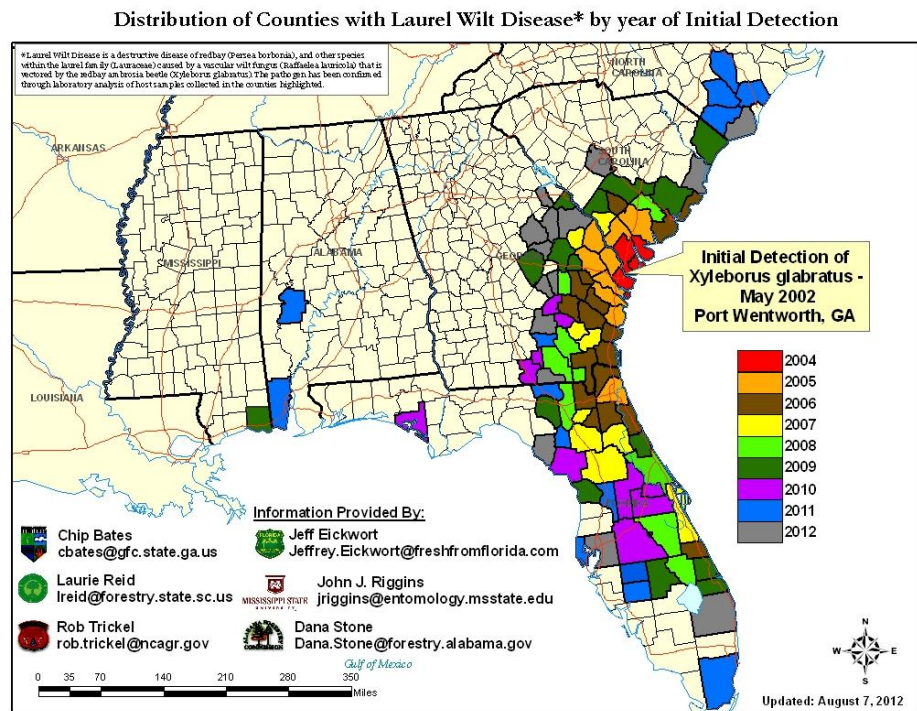 Distribution of Counties with Laurel Wilt Disease* by year of Initial Detection
*Laurel Wilt Disease is a destructive disease of redbay (Persea borbonia), and other species
within the laurel family (Lauraceae) caused by a vascular wilt fungus (Raffaelea lauricola) that is
vectored by the redbay ambrosia beetle (Xyleborus glabratus). The pathogen has been confirmed
through laboratory analysis of host samples collected in the counties highlighted.
NORTH
CAROLINA
ARKANSAS
SOUTH
CAROLINA
MISSISSIPPI
ALABAMA
LOUISIANA
Initial Detection of
Xyleborus glabratus -
May 2002
Port Wentworth, GA
2004
2005
2006
2007
2008
2009
2010
2011
2012
Information Provided By:
Chip Bates
cbates@gfc.state.ga.us
FLORIDA
Jeff Eickwort
Jeffrey.Eickwort@freshfromflorida.com
Laurie Reid
lreid@forestry.state.sc.us
MISSISSIPPI STATE
UNIVERSITY
John J. Riggins
jriggins@entomology.msstate.edu
Rob Trickel
rob.trickel@ncagr.gov
COMMISSION
Dana Stone
Dana.Stone@forestry.alabama.gov
Gulf of Mexico
0 35 70 140 210 280 350
Miles
N
W E
S
Updated: August 7, 2012